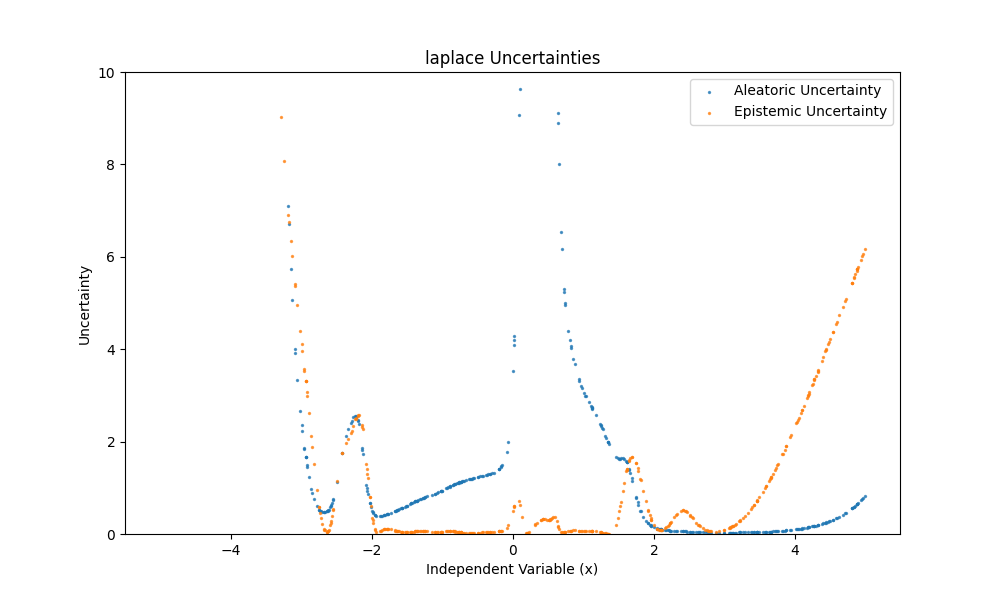 laplace Uncertainties
Aleatoric Uncertainty
Epistemic Uncertainty
Uncertainty
10
8
6
4
2
0
−4
−2
0
2
4
Independent Variable (x)